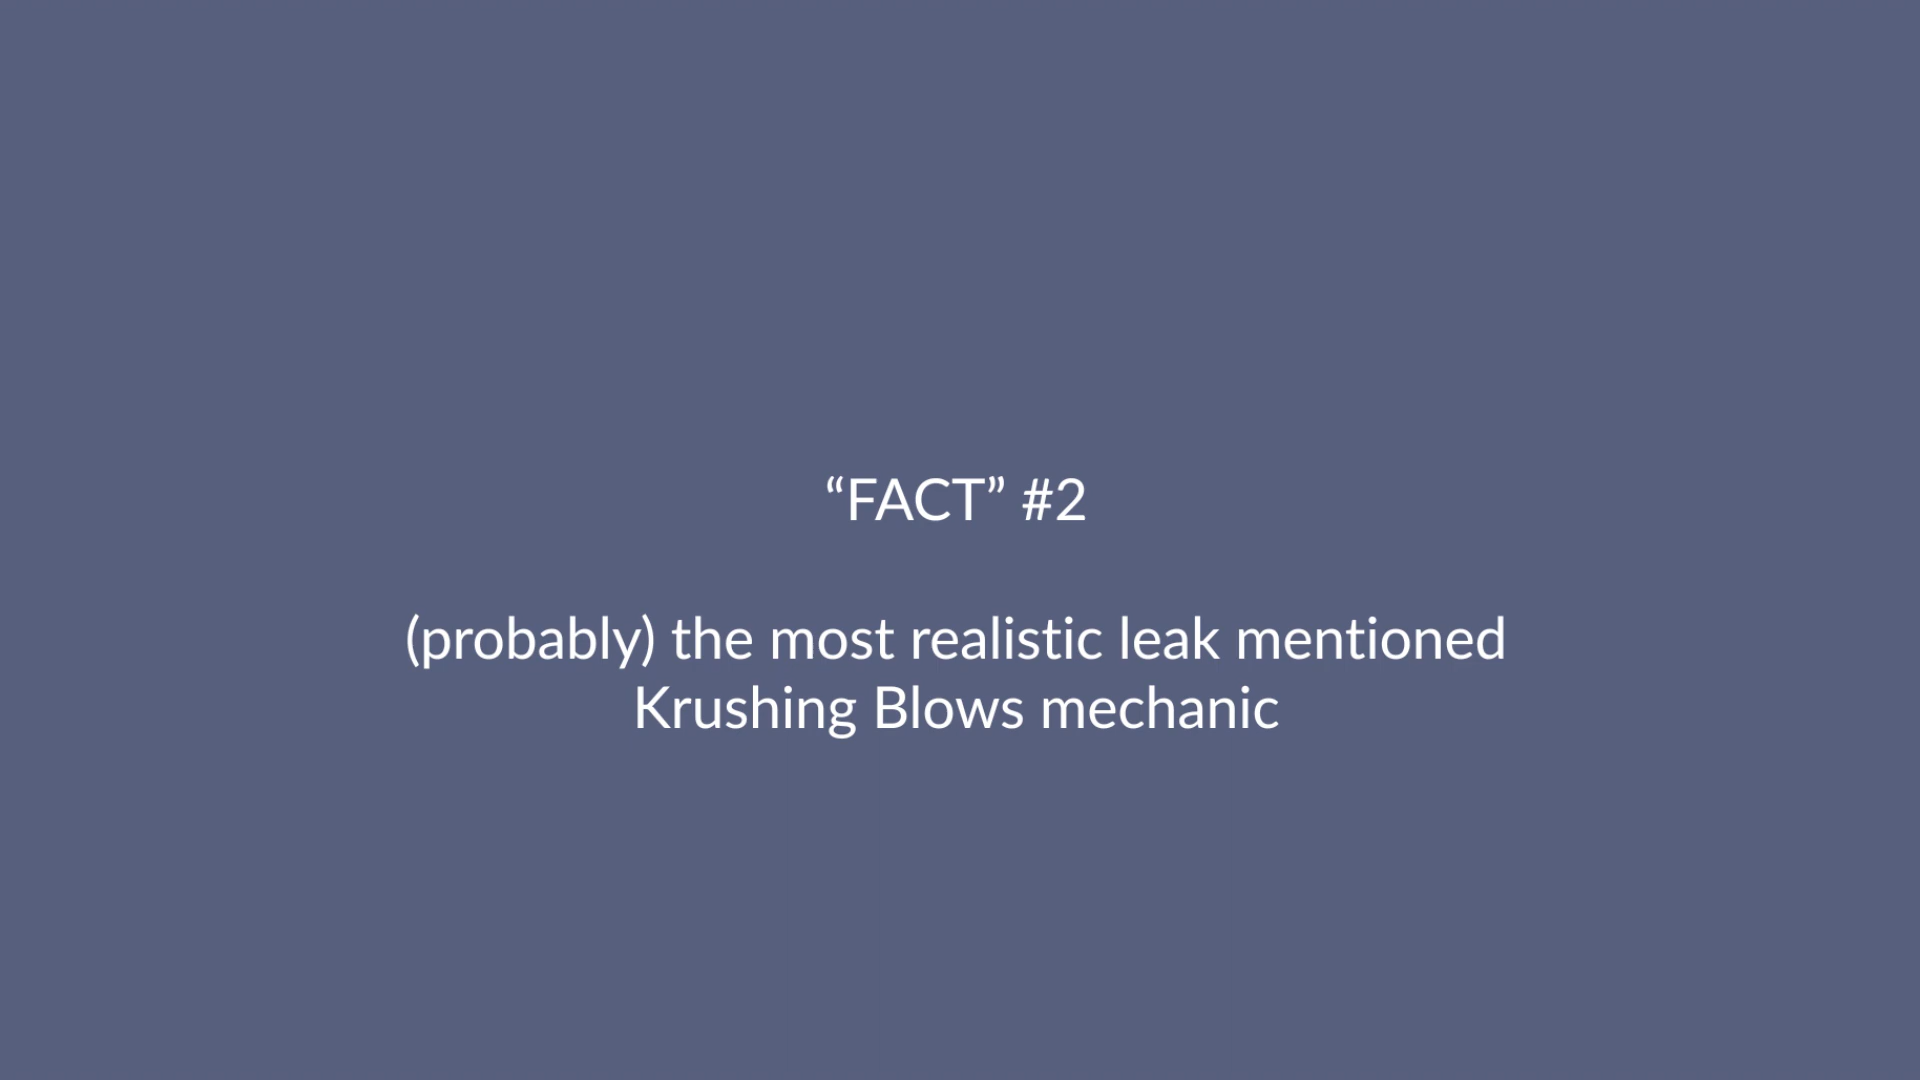 “FACT” #2
(probably) the most realistic leak mentioned
Krushing Blows mechanic